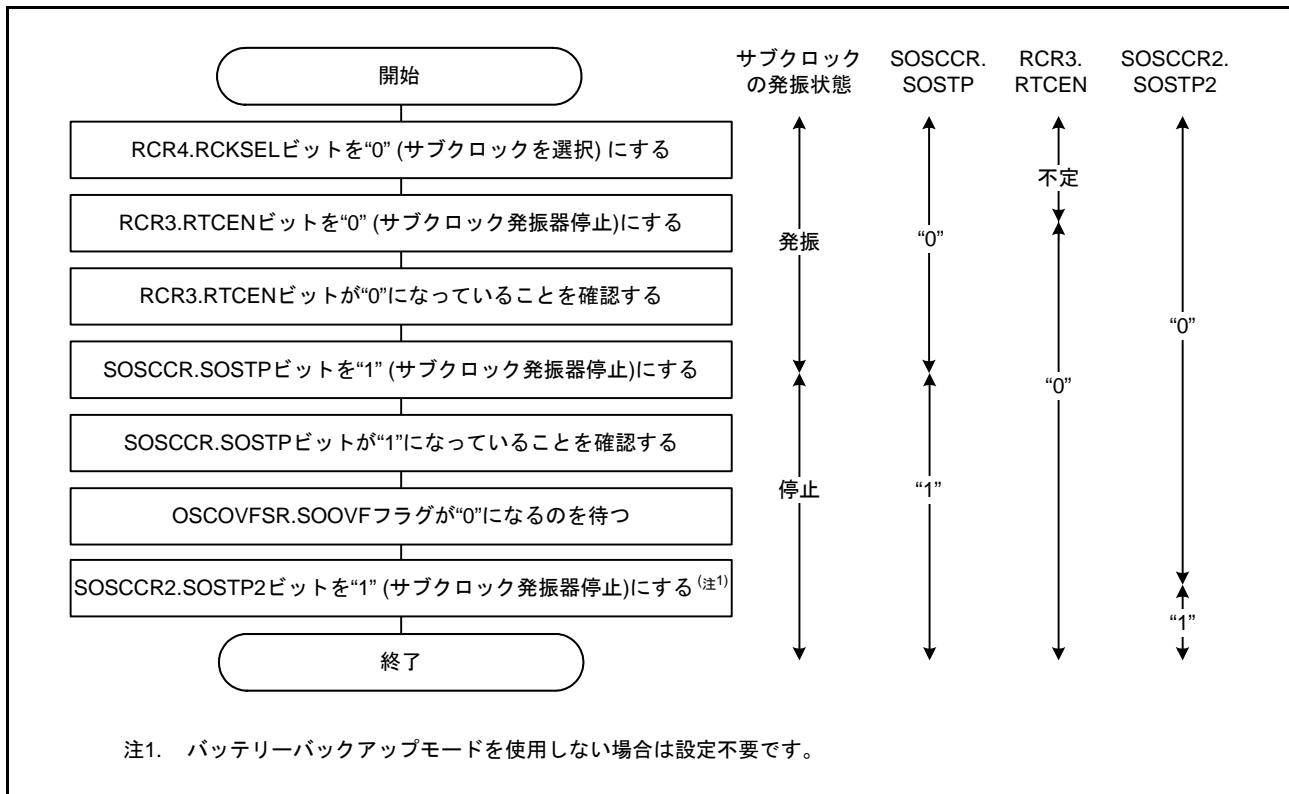 開始
サブクロック
の発振状態
SOSCCR.
SOSTP
RCR3.
RTCEN
SOSCCR2.
SOSTP2
RCR4.RCKSELビットを“0” (サブクロックを選択) にする
RCR3.RTCENビットを“0” (サブクロック発振器停止)にする
RCR3.RTCENビットが“0”になっていることを確認する
SOSCCR.SOSTPビットを“1” (サブクロック発振器停止)にする
SOSCCR.SOSTPビットが“1”になっていることを確認する
OSCOVFSR.SOOVFフラグが“0”になるのを待つ
SOSCCR2.SOSTP2ビットを“1” (サブクロック発振器停止)にする (注1)
終了
発振
停止
“0”
“1”
不定
“0”
“0”
“1”
注1. バッテリーバックアップモードを使用しない場合は設定不要です。